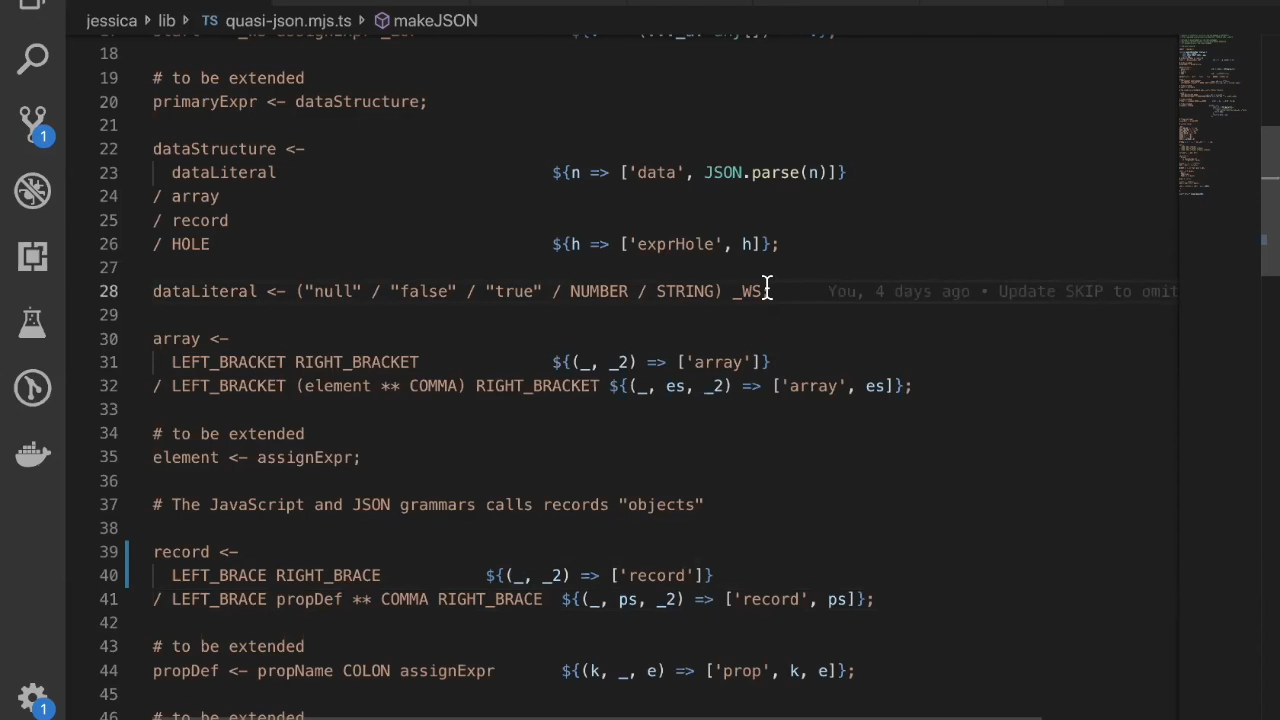 jessica > lib > TS quasi-json.mjs.ts > makeJSON
18
19 # to be extended
20 primaryExpr <- dataStructure;
21
22 dataStructure <-
23 dataLiteral ${n => ['data', JSON.parse(n)]}
24 / array
25 / record
26 / HOLE ${h => ['exprHole', h]};
27
28 dataLiteral <- ("null" / "false" / "true" / NUMBER / STRING) _WS; You, 4 days ago • Update SKIP to omit
29
30 array <-
31 LEFT_BRACKET RIGHT_BRACKET ${(_, _2) => ['array']}
32 / LEFT_BRACKET (element ** COMMA) RIGHT_BRACKET ${(_, es, _2) => ['array', es]};
33
34 # to be extended
35 element <- assignExpr;
36
37 # The JavaScript and JSON grammars calls records "objects"
38
39 record <-
40 LEFT_BRACE RIGHT_BRACE ${(_, _2) => ['record']}
41 / LEFT_BRACE propDef ** COMMA RIGHT_BRACE ${(_, ps, _2) => ['record', ps]};
42
43 # to be extended
44 propDef <- propName COLON assignExpr ${(k, _, e) => ['prop', k, e]};
45
46 # to be extended
1
1